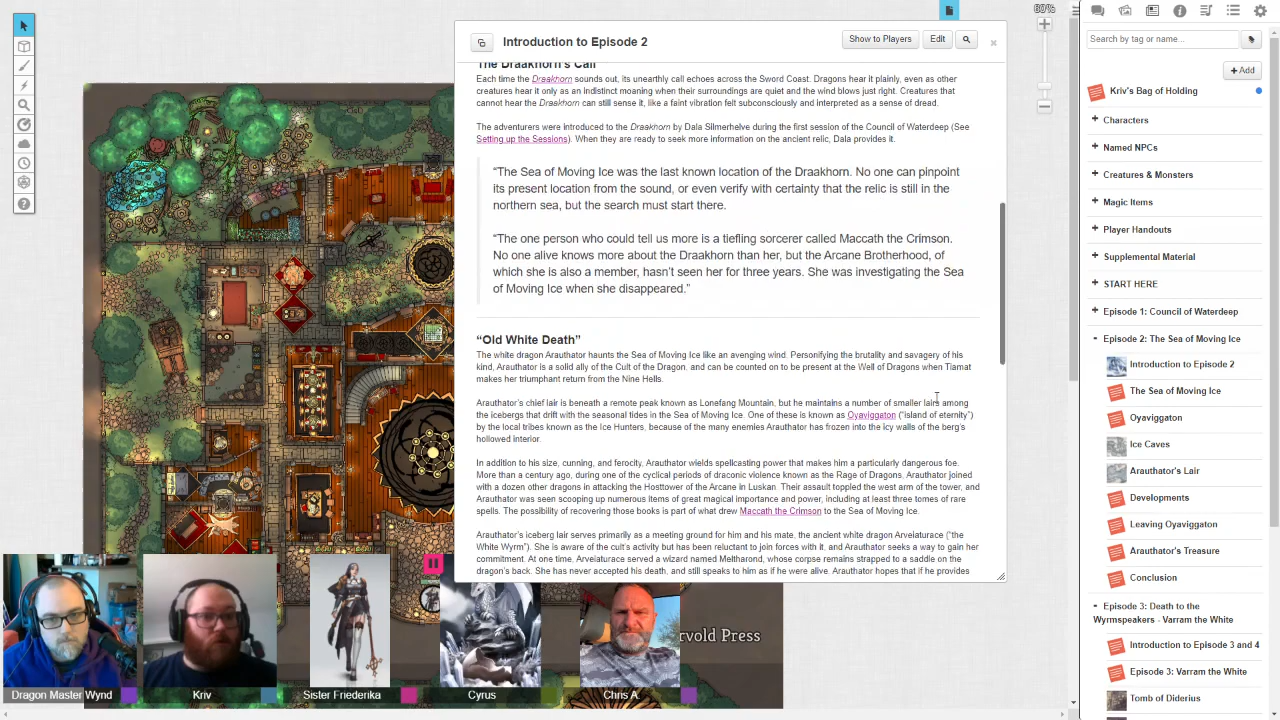 80%
Introduction to Episode 2
Show to Players
Edit
The Draakhorn's Call
Each time the Draakhorn sounds out, its unearthly call echoes across the Sword Coast. Dragons hear it plainly, even as other
creatures hear it only as an indistinct moaning when their surroundings are quiet and the wind blows just right. Creatures that
cannot hear the Draakhorn can still sense it, like a faint vibration felt subconsciously and interpreted as a sense of dread.
The adventurers were introduced to the Draakhorn by Dala Silmerhelve during the first session of the Council of Waterdeep (See
Setting up the Sessions). When they are ready to seek more information on the ancient relic, Dala provides it.
“The Sea of Moving Ice was the last known location of the Draakhorn. No one can pinpoint
its present location from the sound, or even verify with certainty that the relic is still in the
northern sea, but the search must start there.
“The one person who could tell us more is a tiefling sorcerer called Maccath the Crimson.
No one alive knows more about the Draakhorn than her, but the Arcane Brotherhood, of
which she is also a member, hasn’t seen her for three years. She was investigating the Sea
of Moving Ice when she disappeared.”
“Old White Death”
The white dragon Arauthator haunts the Sea of Moving Ice like an avenging wind. Personifying the brutality and savagery of his
kind, Arauthator is a solid ally of the Cult of the Dragon, and can be counted on to be present at the Well of Dragons when Tiamat
makes her triumphant return from the Nine Hells.
Arauthator’s chief lair is beneath a remote peak known as Lonefang Mountain, but he maintains a number of smaller lairs among
the icebergs that drift with the seasonal tides in the Sea of Moving Ice. One of these is known as Oyaviggaton (“island of eternity”)
by the local tribes known as the Ice Hunters, because of the many enemies Arauthator has frozen into the icy walls of the berg’s
hollowed interior.
In addition to his size, cunning, and ferocity, Arauthator wields spellcasting power that makes him a particularly dangerous foe.
More than a century ago, during one of the cyclical periods of draconic violence known as the Rage of Dragons, Arauthator joined
with a dozen other dragons in attacking the Hosttower of the Arcane in Luskan. Their assault toppled the west arm of the tower, and
Arauthator was seen scooping up numerous items of great magical importance and power, including at least three tomes of rare
spells. The possibility of recovering those books is part of what drew Maccath the Crimson to the Sea of Moving Ice.
Arauthator’s iceberg lair serves primarily as a meeting ground for him and his mate, the ancient white dragon Arveiaturace (“the
White Wyrm”). She is aware of the cult’s activity but has been reluctant to join forces with it, and Arauthator seeks a way to gain her
commitment. At one time, Arveiaturace served a wizard named Meltharond, whose corpse remains strapped to a saddle on the
dragon’s back. She has never accepted his death, and still speaks to him as if he were alive. Arauthator hopes that if he provides
Search by tag or name...
+ Add
Kriv's Bag of Holding
Characters
Named NPCs
Creatures & Monsters
Magic Items
Player Handouts
Supplemental Material
START HERE
Episode 1: Council of Waterdeep
Episode 2: The Sea of Moving Ice
Introduction to Episode 2
The Sea of Moving Ice
Oyaviggaton
Ice Caves
Arauthator's Lair
Developments
Leaving Oyaviggaton
Arauthator's Treasure
Conclusion
Episode 3: Death to the
Wyrmspeakers - Varram the White
Introduction to Episode 3 and 4
Episode 3: Varram the White
Tomb of Diderius
rvold Press
Dragon Master Wynd
Kriv
Sister Friederika
Cyrus
Chris A.